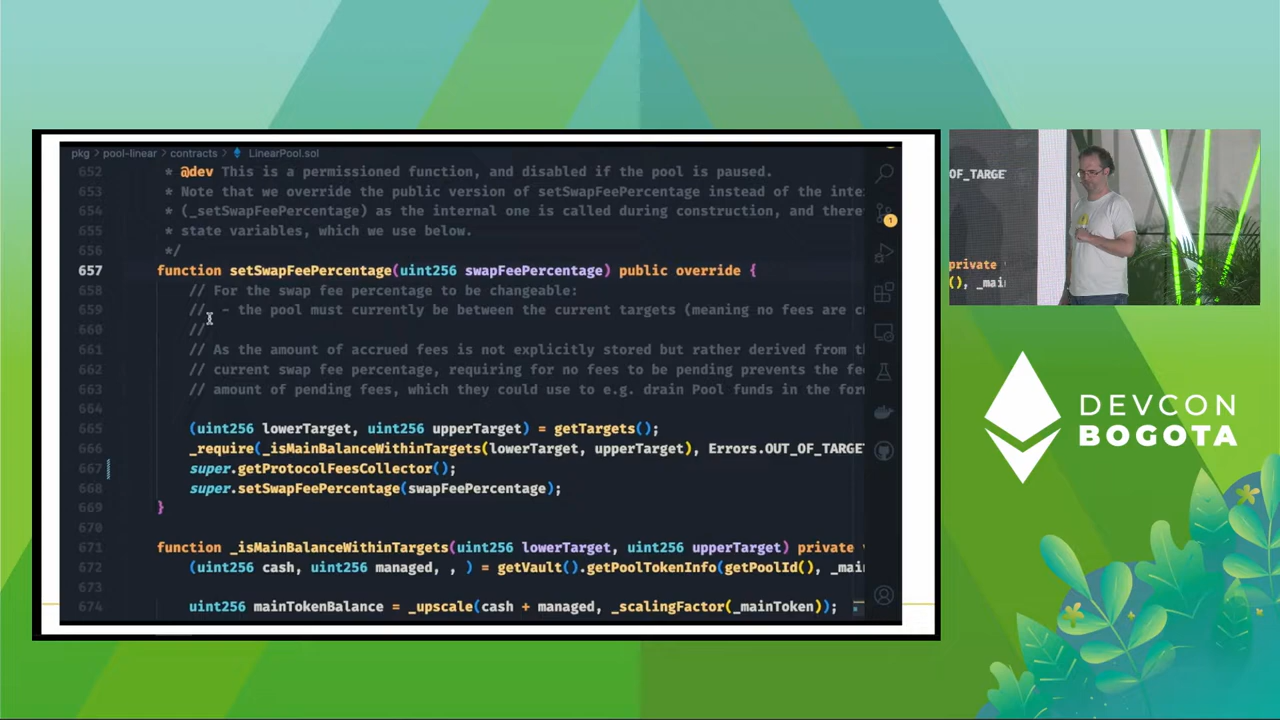 pkg > pool-linear > contracts > LinearPool.sol
652 * @dev This is a permissioned function, and disabled if the pool is paused.
653 * Note that we override the public version of setSwapFeePercentage instead of the inte
654 * (_setSwapFeePercentage) as the internal one is called during construction, and there
655 * state variables, which we use below.
656 */
657 function setSwapFeePercentage(uint256 swapFeePercentage) public override {
658 // For the swap fee percentage to be changeable:
659 // - the pool must currently be between the current targets (meaning no fees are c
660 //
661 // As the amount of accrued fees is not explicitly stored but rather derived from t
662 // current swap fee percentage, requiring for no fees to be pending prevents the fe
663 // amount of pending fees, which they could use to e.g. drain Pool funds in the for
664
665 (uint256 lowerTarget, uint256 upperTarget) = getTargets();
666 _require(_isMainBalanceWithinTargets(lowerTarget, upperTarget), Errors.OUT_OF_TARGE
667 super.getProtocolFeesCollector();
668 super.setSwapFeePercentage(swapFeePercentage);
669 }
670
671 function _isMainBalanceWithinTargets(uint256 lowerTarget, uint256 upperTarget) private v
672 (uint256 cash, uint256 managed, , ) = getVault().getPoolTokenInfo(getPoolId(), _mai
673
674 uint256 mainTokenBalance = _upscale(cash + managed, _scalingFactor(_mainToken));
1
OF_TARGE
private
(), _mai
DEVCON
BOGOTA